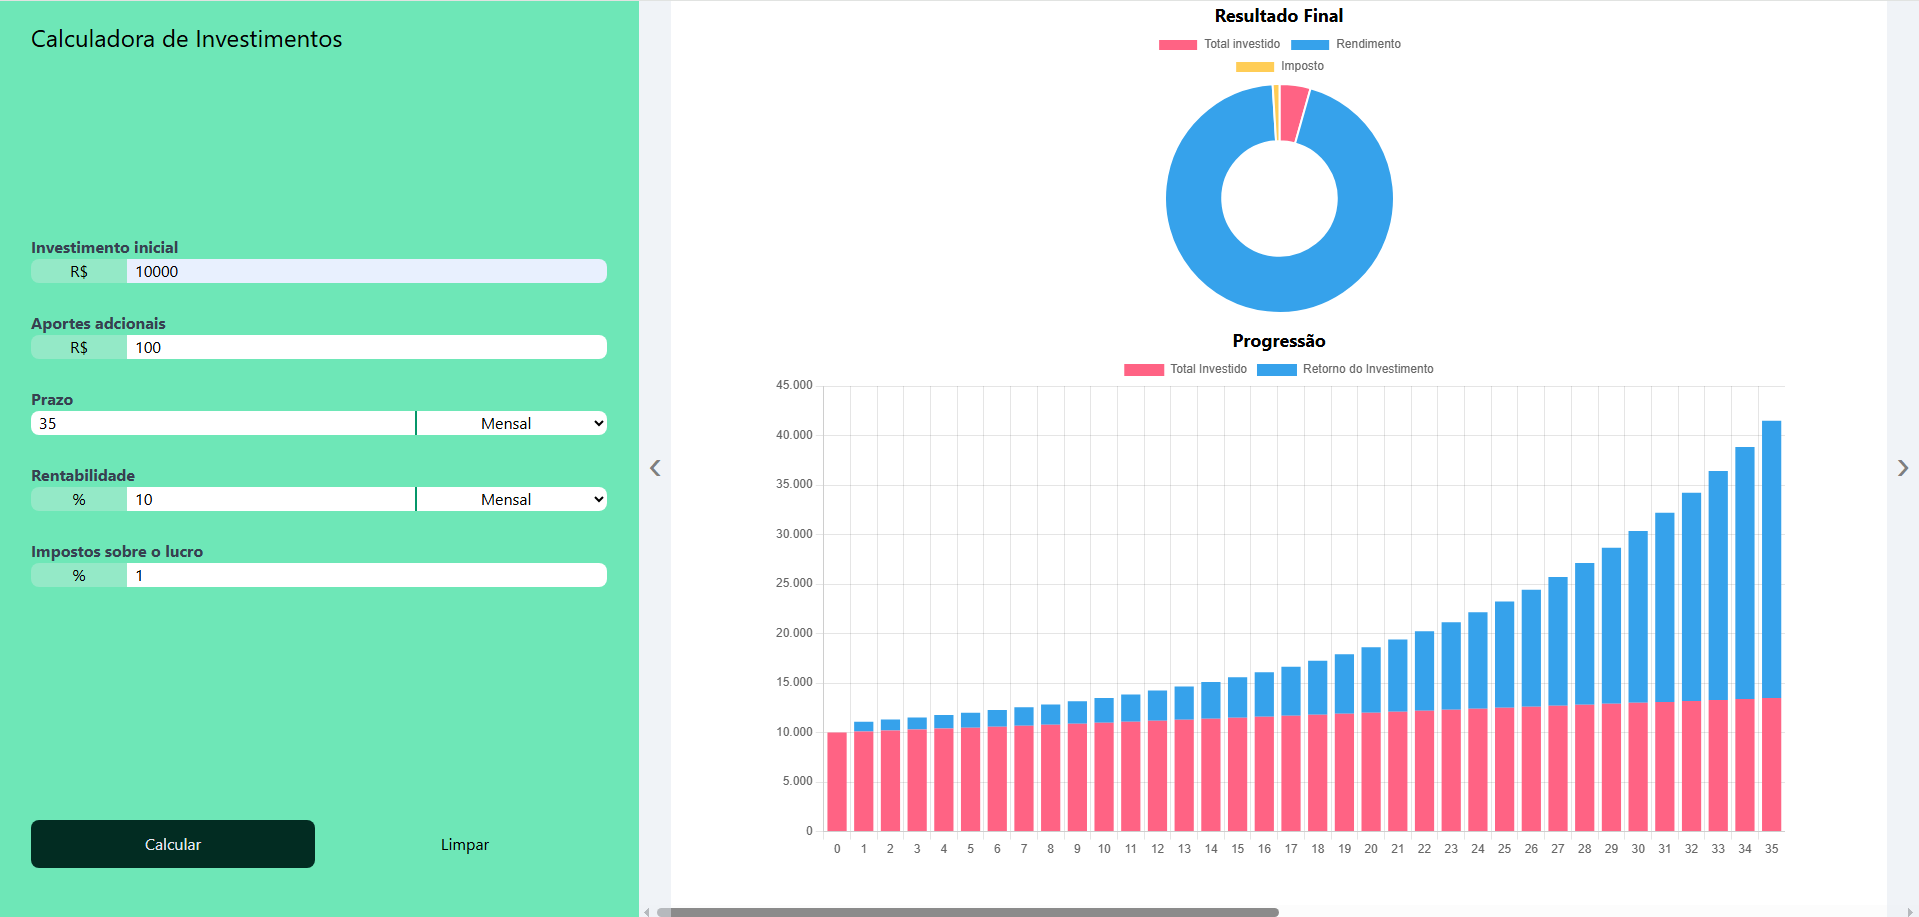 Calculadora de Investimentos
Investimento inicial
R$ 10000
Aportes adcionais
R$ 100
Prazo
35 Mensal
Rentabilidade
% 10 Mensal
Impostos sobre o lucro
% 1
Calcular Limpar
‹
Resultado Final
Total investido Rendimento
Imposto
Progressão
Total Investido Retorno do Investimento
45.000
40.000
35.000
30.000
25.000
20.000
15.000
10.000
5.000
0
0 1 2 3 4 5 6 7 8 9 10 11 12 13 14 15 16 17 18 19 20 21 22 23 24 25 26 27 28 29 30 31 32 33 34 35
›